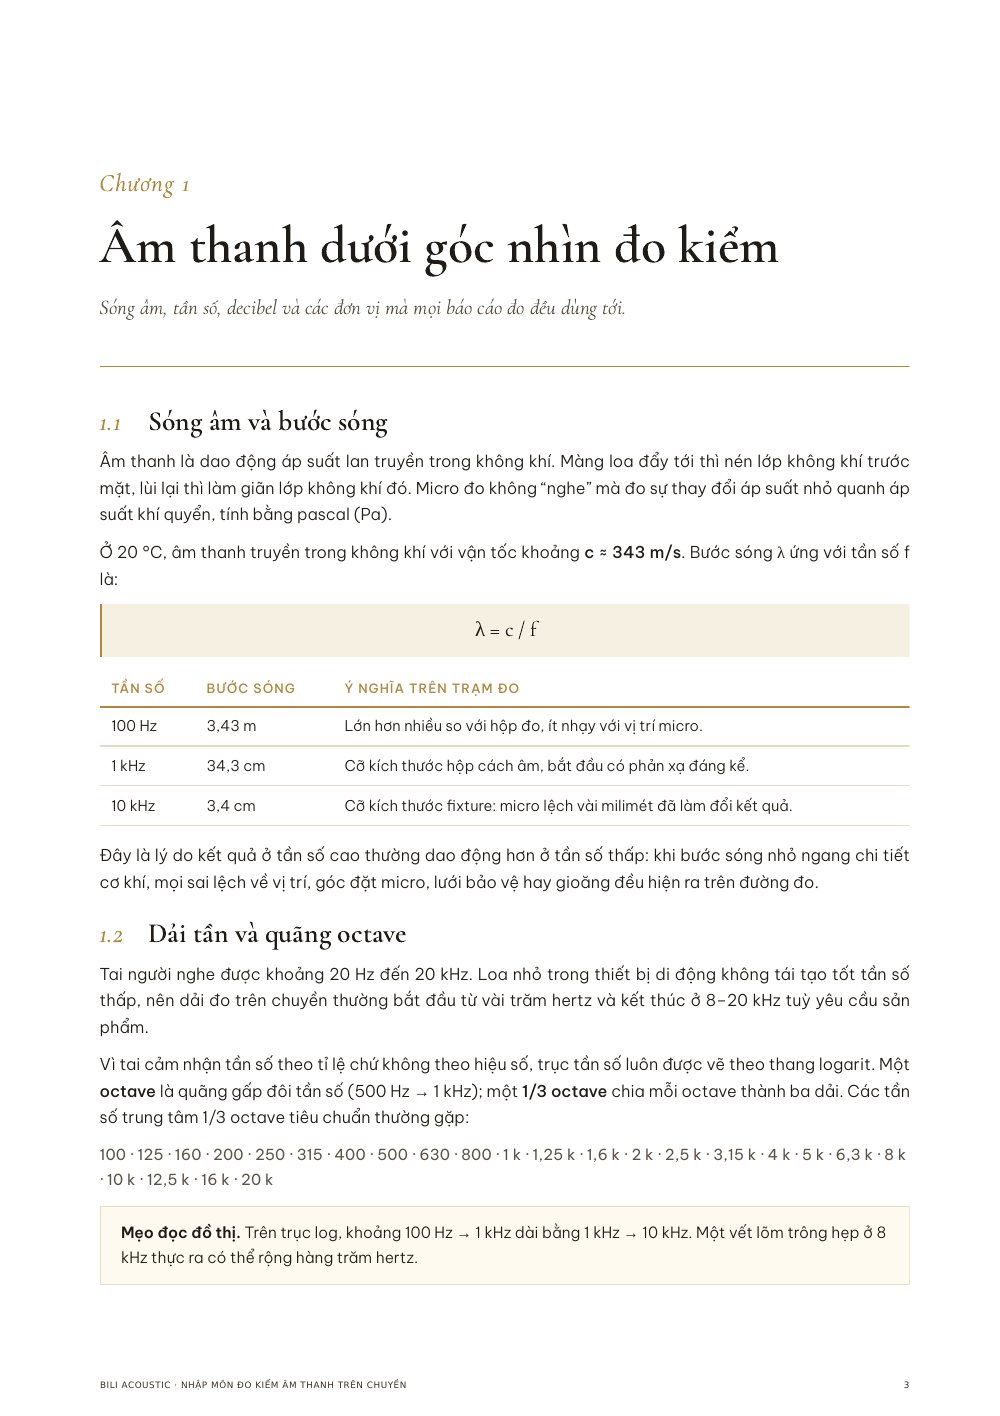 Chương 1
Âm thanh dưới góc nhìn đo kiểm
Sóng âm, tần số, decibel và các đơn vị mà mọi báo cáo đo đều dùng tới.
1.1 Sóng âm và bước sóng
Âm thanh là dao động áp suất lan truyền trong không khí. Màng loa đẩy tới thì nén lớp không khí trước
mặt, lùi lại thì làm giãn lớp không khí đó. Micro đo không “nghe” mà đo sự thay đổi áp suất nhỏ quanh áp
suất khí quyển, tính bằng pascal (Pa).
Ở 20 °C, âm thanh truyền trong không khí với vận tốc khoảng c ≈ 343 m/s. Bước sóng λ ứng với tần số f
là:
λ = c / f
TẦN SỐ BƯỚC SÓNG Ý NGHĨA TRÊN TRẠM ĐO
100 Hz 3,43 m Lớn hơn nhiều so với hộp đo, ít nhạy với vị trí micro.
1 kHz 34,3 cm Cỡ kích thước hộp cách âm, bắt đầu có phản xạ đáng kể.
10 kHz 3,4 cm Cỡ kích thước fixture: micro lệch vài milimét đã làm đổi kết quả.
Đây là lý do kết quả ở tần số cao thường dao động hơn ở tần số thấp: khi bước sóng nhỏ ngang chi tiết
cơ khí, mọi sai lệch về vị trí, góc đặt micro, lưới bảo vệ hay gioăng đều hiện ra trên đường đo.
1.2 Dải tần và quãng octave
Tai người nghe được khoảng 20 Hz đến 20 kHz. Loa nhỏ trong thiết bị di động không tái tạo tốt tần số
thấp, nên dải đo trên chuyền thường bắt đầu từ vài trăm hertz và kết thúc ở 8–20 kHz tuỳ yêu cầu sản
phẩm.
Vì tai cảm nhận tần số theo tỉ lệ chứ không theo hiệu số, trục tần số luôn được vẽ theo thang logarit. Một
octave là quãng gấp đôi tần số (500 Hz → 1 kHz); một 1/3 octave chia mỗi octave thành ba dải. Các tần
số trung tâm 1/3 octave tiêu chuẩn thường gặp:
100 · 125 · 160 · 200 · 250 · 315 · 400 · 500 · 630 · 800 · 1 k · 1,25 k · 1,6 k · 2 k · 2,5 k · 3,15 k · 4 k · 5 k · 6,3 k · 8 k
· 10 k · 12,5 k · 16 k · 20 k
Mẹo đọc đồ thị. Trên trục log, khoảng 100 Hz → 1 kHz dài bằng 1 kHz → 10 kHz. Một vết lõm trông hẹp ở 8
kHz thực ra có thể rộng hàng trăm hertz.
BILI ACOUSTIC · NHẬP MÔN ĐO KIỂM ÂM THANH TRÊN CHUYỀN 3